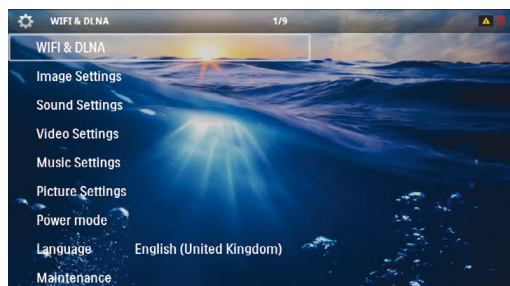 WIFI & DLNA 1/9
WIFI & DLNA
Image Settings
Sound Settings
Video Settings
Music Settings
Picture Settings
Power mode
Language English (United Kingdom)
Maintenance